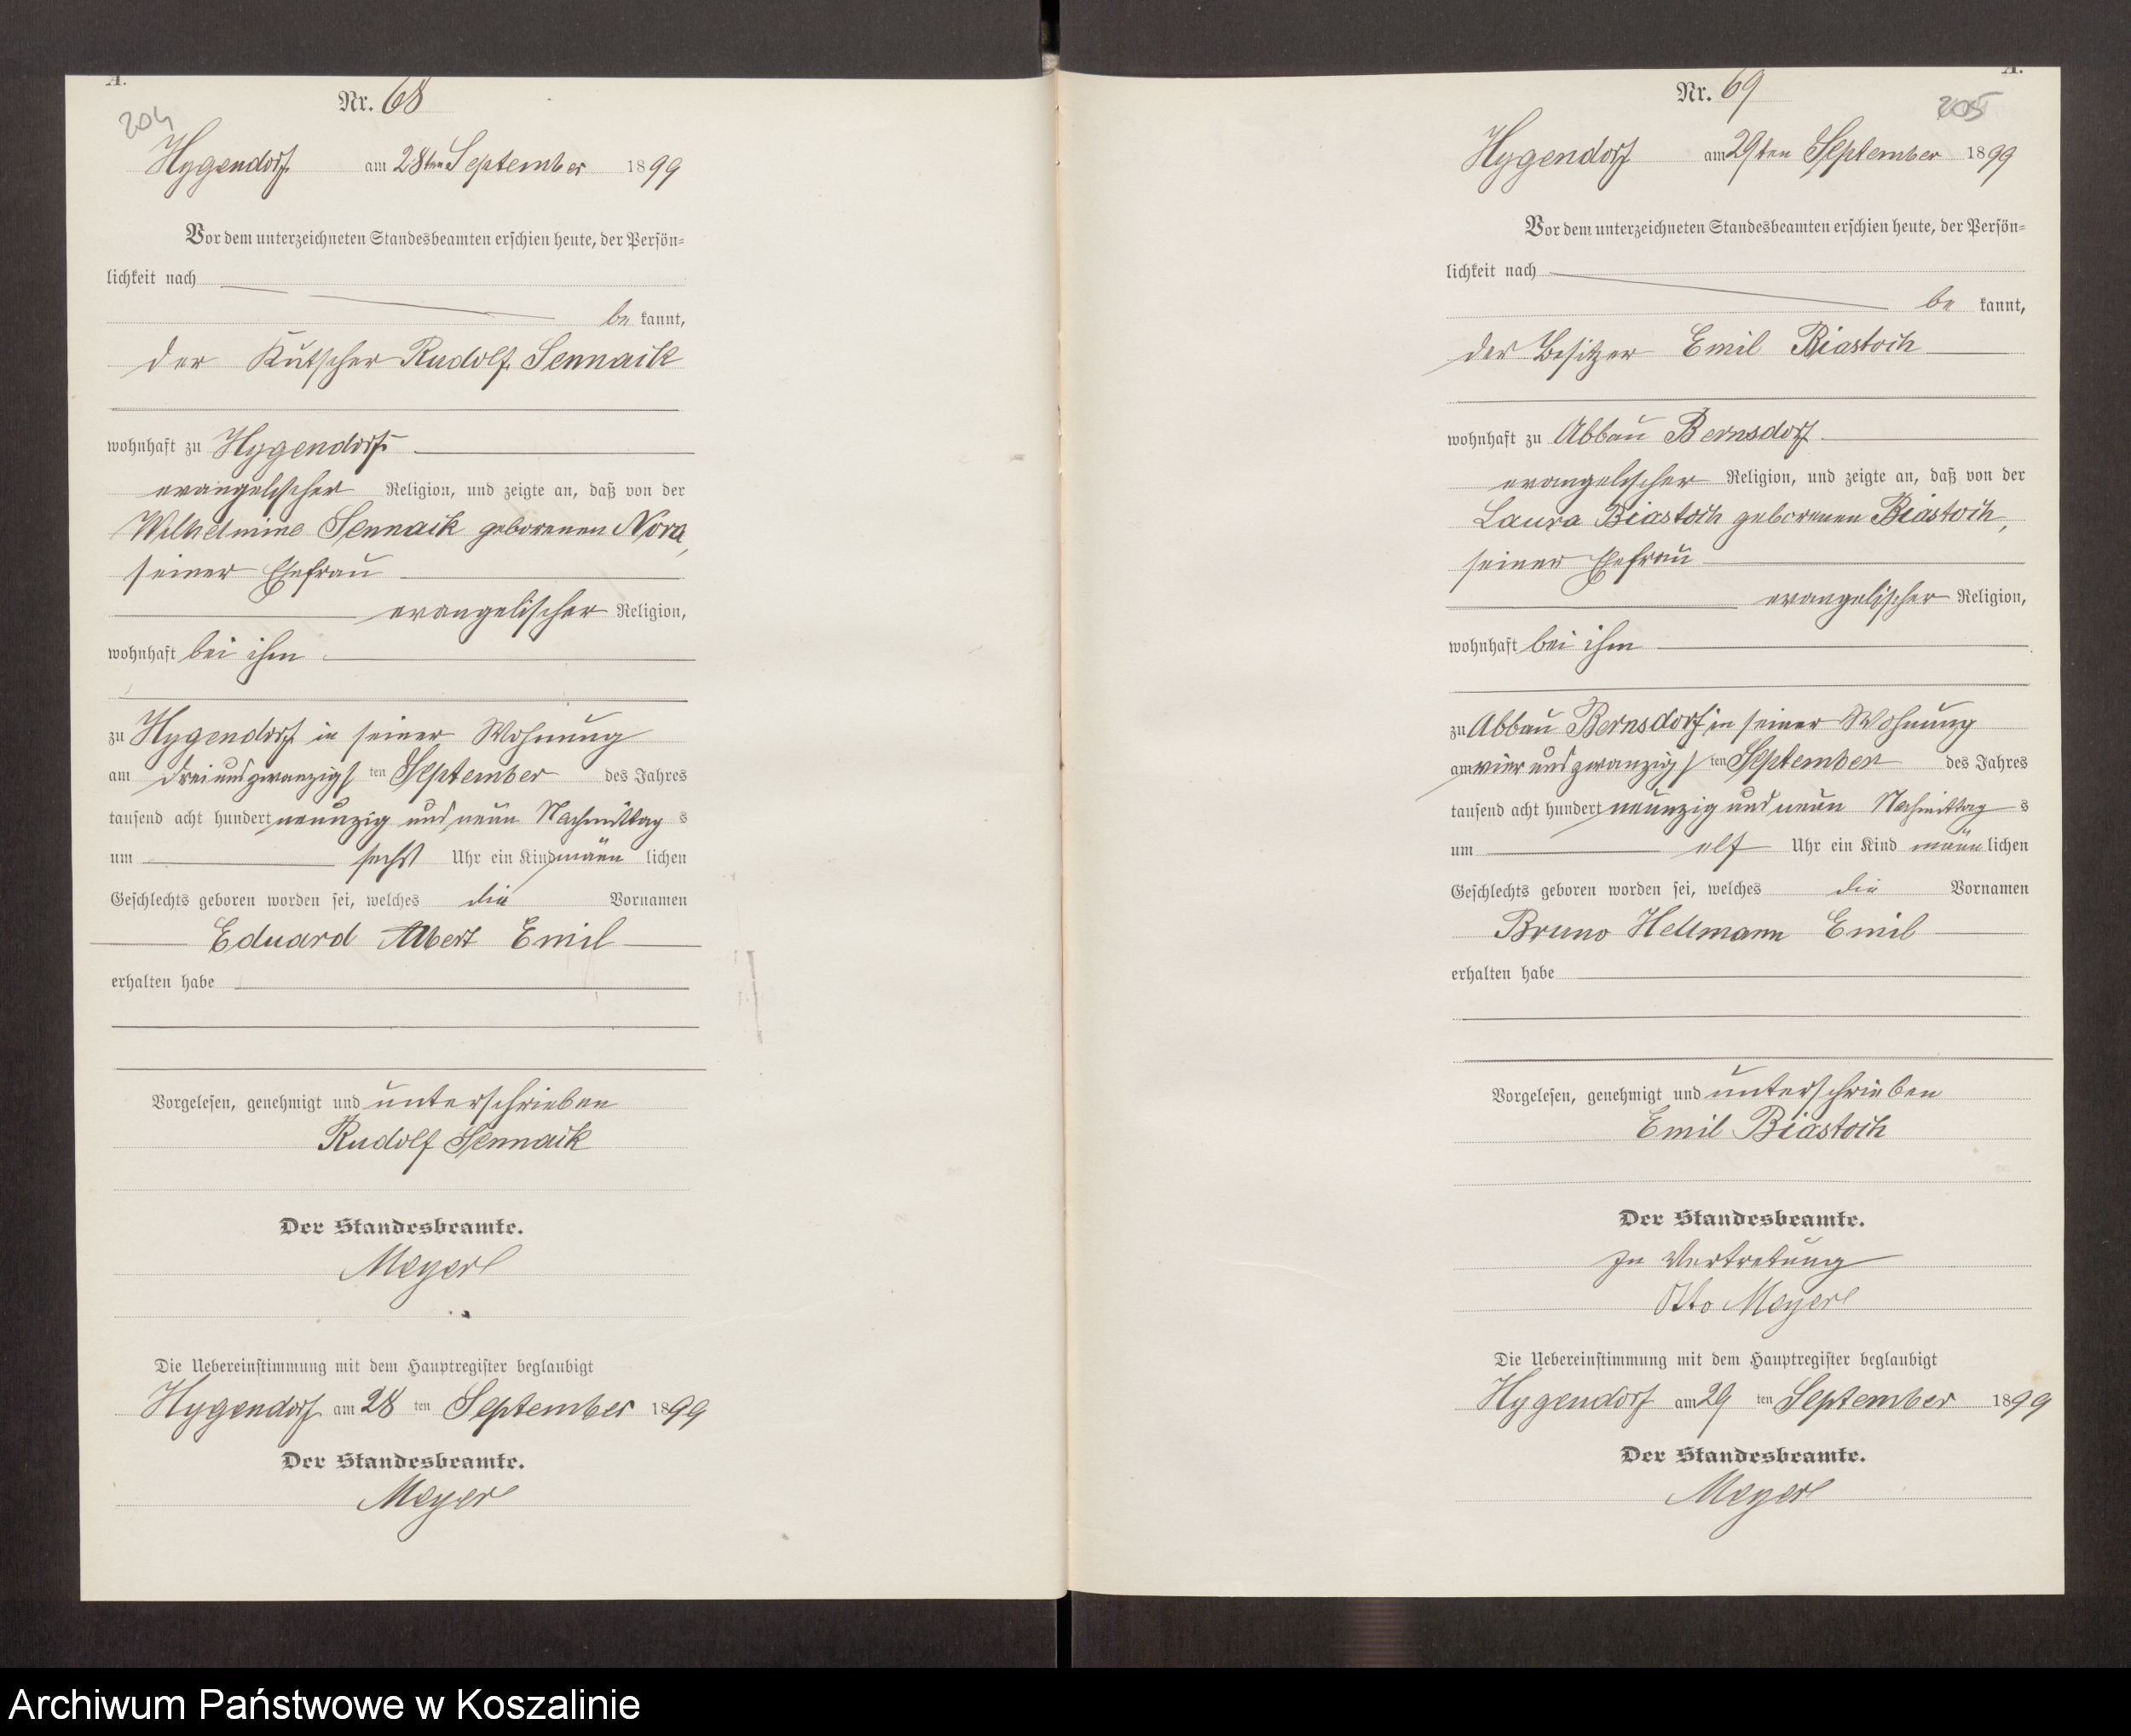 A.
204
Nr. 68
Hygendorf am 28ten September 1899
Vor dem unterzeichneten Standesbeamten erschien heute, der Persön-
lichkeit nach
be kannt,
der Kutscher Rudolf Sennaik
wohnhaft zu Hygendorf
evangelischer Religion, und zeigte an, daß von der
Wilhelmine Sennaik geborenen Nora,
seiner Ehefrau
evangelischer Religion,
wohnhaft bei ihm
zu Hygendorf in seiner Wohnung
am dreiundzwanzigsten September des Jahres
tausend acht hundert neunzig und neun Nachmittags
um sechs Uhr ein Kind männlichen
Geschlechts geboren worden sei, welches die Vornamen
Eduard Albert Emil
erhalten habe
Vorgelesen, genehmigt und unterschrieben
Rudolf Sennaik
Der Standesbeamte.
Meyer
Die Uebereinstimmung mit dem Hauptregister beglaubigt
Hygendorf am 28 ten September 1899
Der Standesbeamte.
Meyer
A.
205
Nr. 69
Hygendorf am 29ten September 1899
Vor dem unterzeichneten Standesbeamten erschien heute, der Persön-
lichkeit nach
be kannt,
der Besitzer Emil Biastoch
wohnhaft zu Abbau Bernsdorf
evangelischer Religion, und zeigte an, daß von der
Laura Biastoch geborenen Biastoch,
seiner Ehefrau
evangelischer Religion,
wohnhaft bei ihm
zu Abbau Bernsdorf in seiner Wohnung
am vier und zwanzigsten September des Jahres
tausend acht hundert neunzig und neun Nachmittags
um elf Uhr ein Kind männlichen
Geschlechts geboren worden sei, welches die Vornamen
Bruno Hellmann Emil
erhalten habe
Vorgelesen, genehmigt und unterschrieben
Emil Biastoch
Der Standesbeamte.
In Vertretung
Otto Meyer
Die Uebereinstimmung mit dem Hauptregister beglaubigt
Hygendorf am 29 ten September 1899
Der Standesbeamte.
Meyer
Archiwum Państwowe w Koszalinie